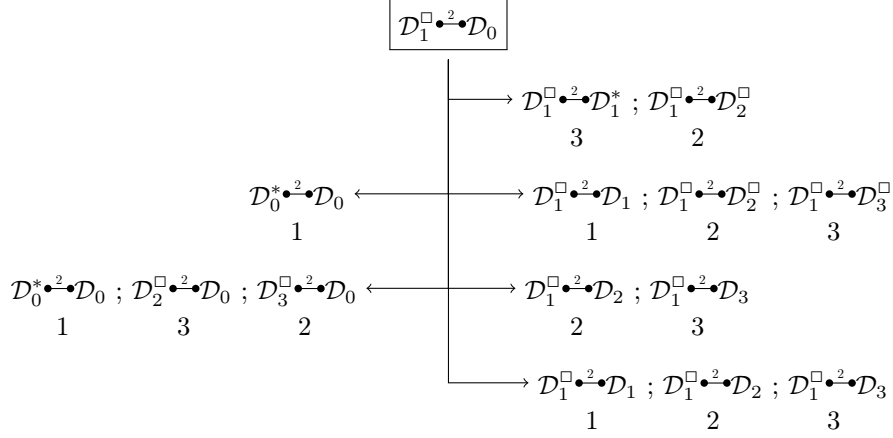 𝒟₁^□ •—²—• 𝒟₀
𝒟₁^□ •—²—• 𝒟₁^* ; 𝒟₁^□ •—²—• 𝒟₂^□
3 2
𝒟₀^* •—²—• 𝒟₀ 𝒟₁^□ •—²—• 𝒟₁ ; 𝒟₁^□ •—²—• 𝒟₂^□ ; 𝒟₁^□ •—²—• 𝒟₃^□
1 1 2 3
𝒟₀^* •—²—• 𝒟₀ ; 𝒟₂^□ •—²—• 𝒟₀ ; 𝒟₃^□ •—²—• 𝒟₀ 𝒟₁^□ •—²—• 𝒟₂ ; 𝒟₁^□ •—²—• 𝒟₃
1 3 2 2 3
𝒟₁^□ •—²—• 𝒟₁ ; 𝒟₁^□ •—²—• 𝒟₂ ; 𝒟₁^□ •—²—• 𝒟₃
1 2 3